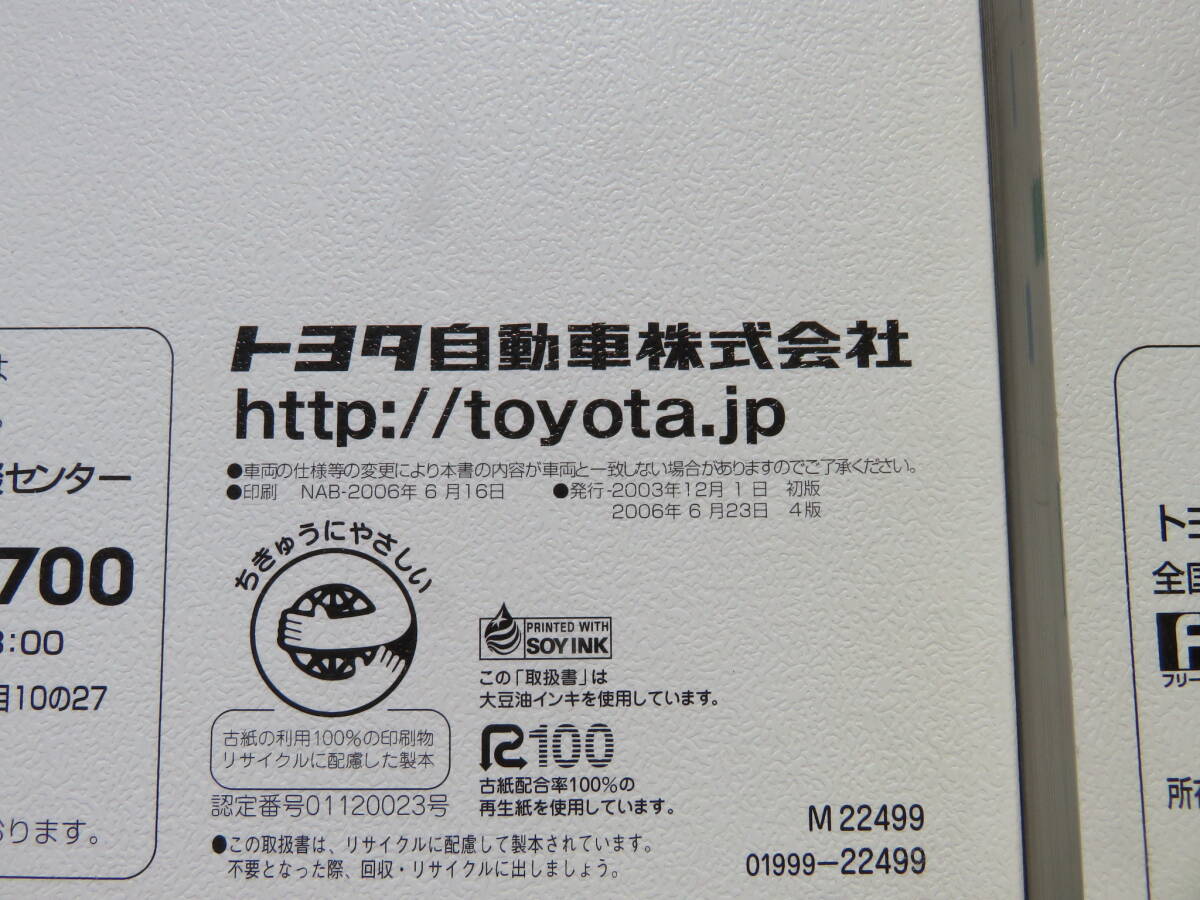 トヨタ自動車株式会社
http://toyota.jp
●車両の仕様等の変更により本書の内容が車両と一致しない場合がありますのでご了承ください。
●印刷 NAB-2006年 6 月16日 ●発行-2003年12月 1 日 初版
2006年 6 月23日 4版
ちきゅうにやさしい
古紙の利用100%の印刷物
リサイクルに配慮した製本
認定番号01120023号
PRINTED WITH
SOY INK
この「取扱書」は
大豆油インキを使用しています。
R100
古紙配合率100%の
再生紙を使用しています。
●この取扱書は、リサイクルに配慮して製本されています。
不要となった際、回収・リサイクルに出しましょう。
M 22499
01999-22499
は
センター
700
:00
目10の27
ります。
トヨ
全国
フリー
所在